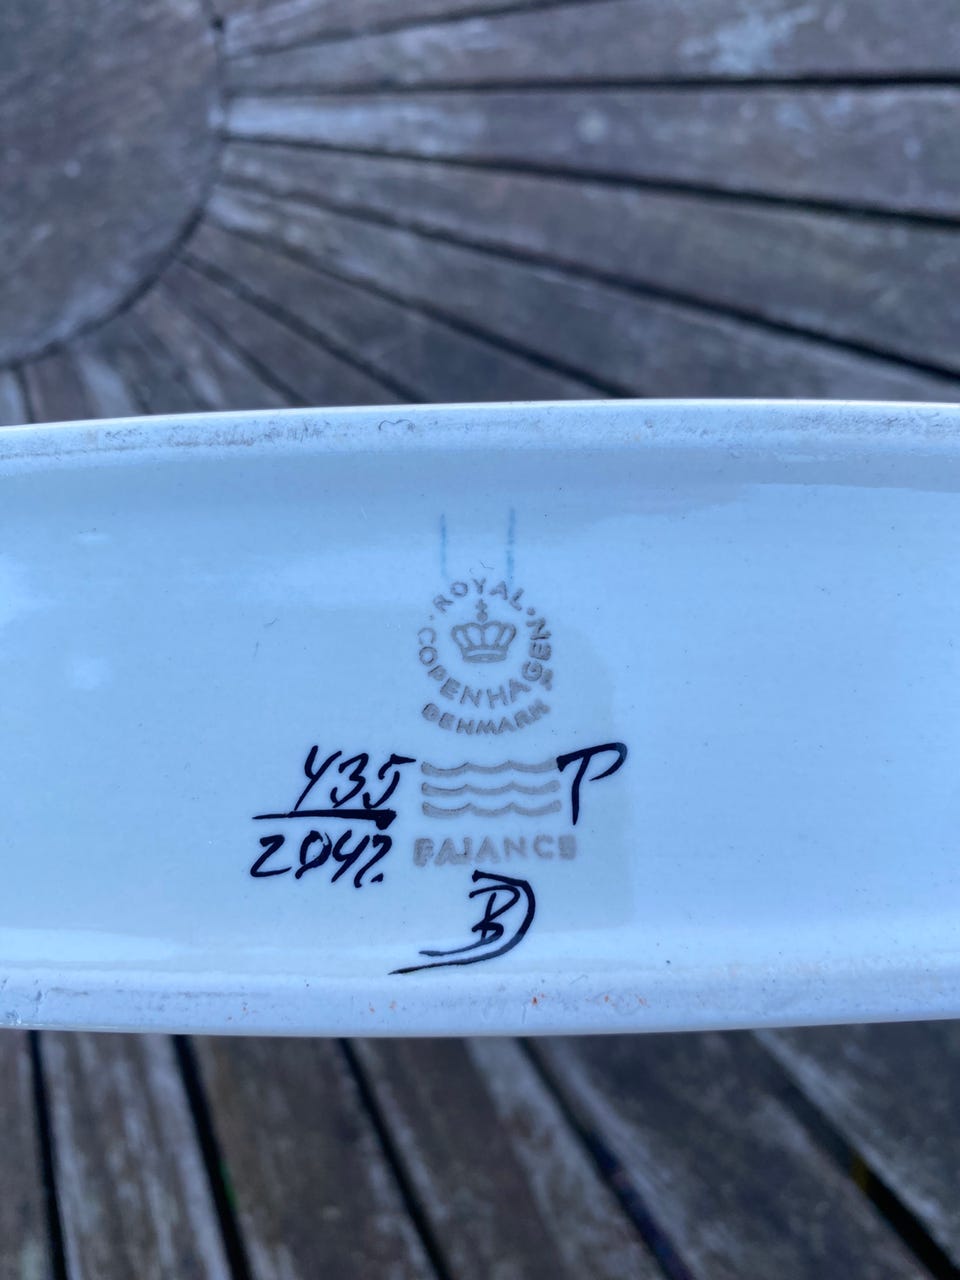 ROYAL
COPENHAGEN
DENMARK
435 T
2042
FAJANCE
B